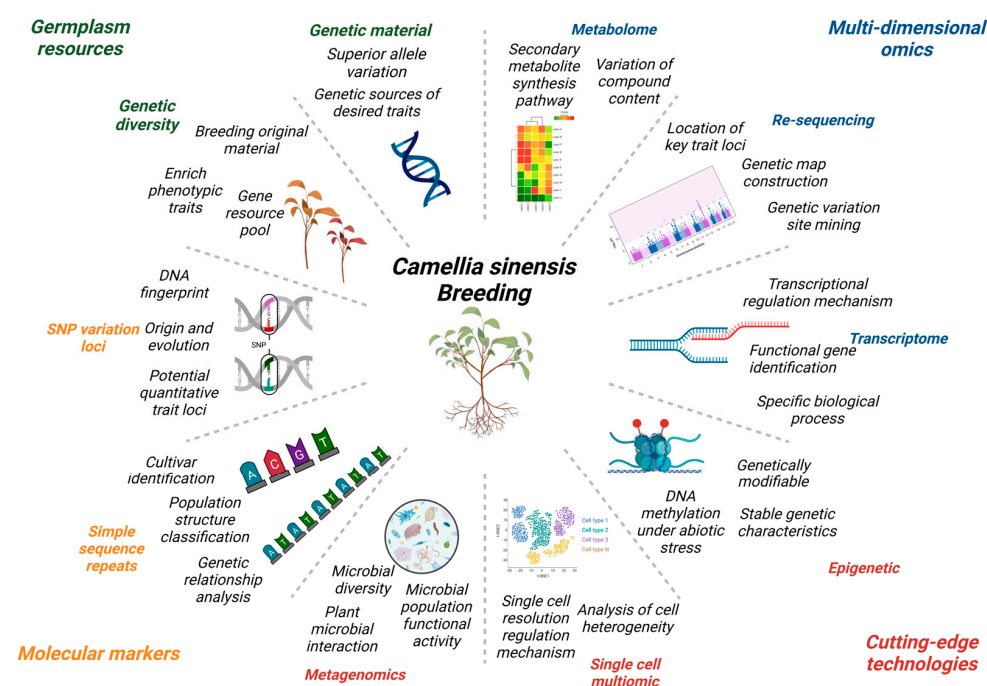 Germplasm
resources
Genetic material
Superior allele
variation
Genetic sources of
desired traits
Genetic
diversity
Breeding original
material
Enrich
phenotypic
traits
Gene
resource
pool
Metabolome
Secondary
metabolite
synthesis
pathway
Variation of
compound
content
Multi-dimensional
omics
Re-sequencing
Location of
key trait loci
Genetic map
construction
Genetic variation
site mining
Camellia sinensis
Breeding
DNA
fingerprint
SNP variation
loci
Origin and
evolution
SNP
Potential
quantitative
trait loci
Transcriptional
regulation mechanism
Transcriptome
Functional gene
identification
Specific biological
process
Cultivar
identification
A C G T
Population
structure
classification
Simple
sequence
repeats
Genetic
relationship
analysis
A T A T A T A T
Molecular markers
Microbial
diversity
Plant
microbial
interaction
Microbial
population
functional
activity
Metagenomics
Cell type 1
Cell type 2
Cell type 3
Cell type N
t-SNE2
t-SNE1
Single cell
resolution
regulation
mechanism
Analysis of cell
heterogeneity
Single cell
multiomic
Genetically
modifiable
DNA
methylation
under abiotic
stress
Stable genetic
characteristics
Epigenetic
Cutting-edge
technologies